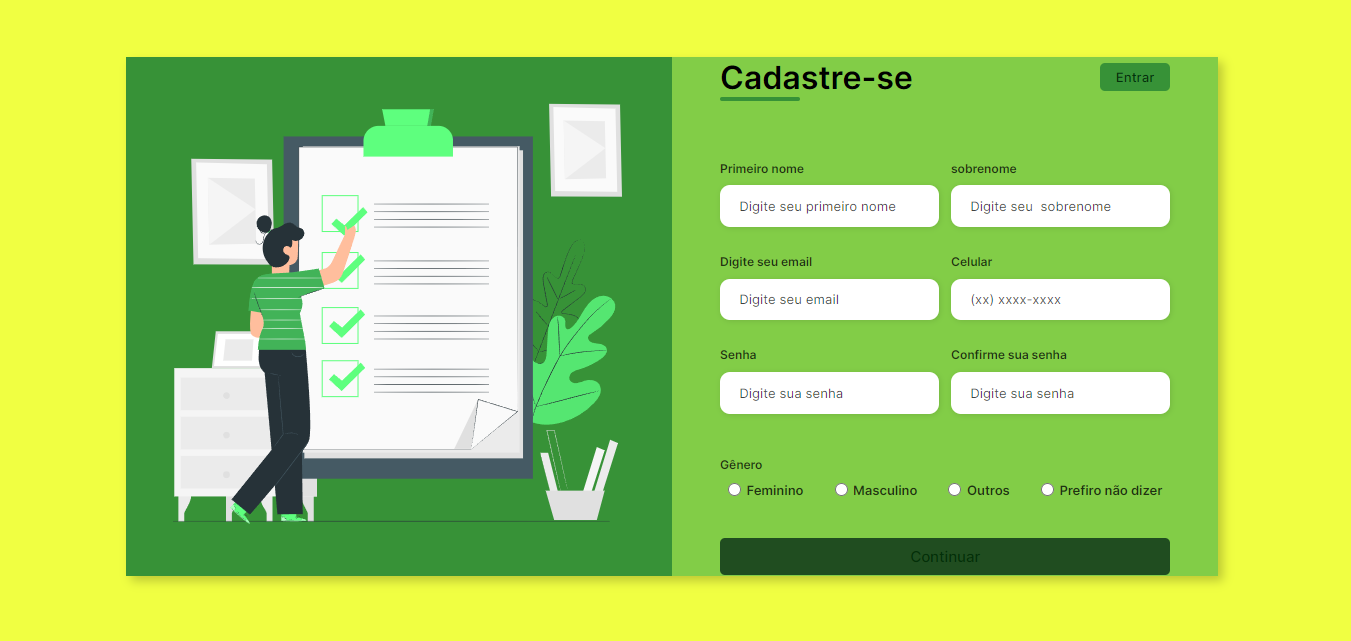 Cadastre-se
Entrar
Primeiro nome
sobrenome
Digite seu primeiro nome
Digite seu  sobrenome
Digite seu email
Celular
Digite seu email
(xx) xxxx-xxxx
Senha
Confirme sua senha
Digite sua senha
Digite sua senha
Gênero
Feminino
Masculino
Outros
Prefiro não dizer
Continuar